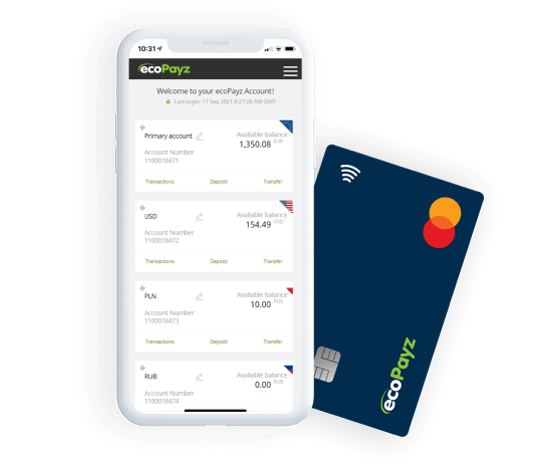 10:31
ecoPayz
Welcome to your ecoPayz Account!
Last login: 17 Sep 2021 8:27:28 AM GMT
Primary account
Available balance
1,350.08 EUR
Account Number
1100018471
Transactions Deposit Transfer
USD
Available balance
154.49 USD
Account Number
1100018472
Transactions Deposit Transfer
PLN
Available balance
10.00 PLN
Account Number
1100018473
Transactions Deposit Transfer
RUB
Available balance
0.00 RUB
Account Number
1100018474
ecoPayz